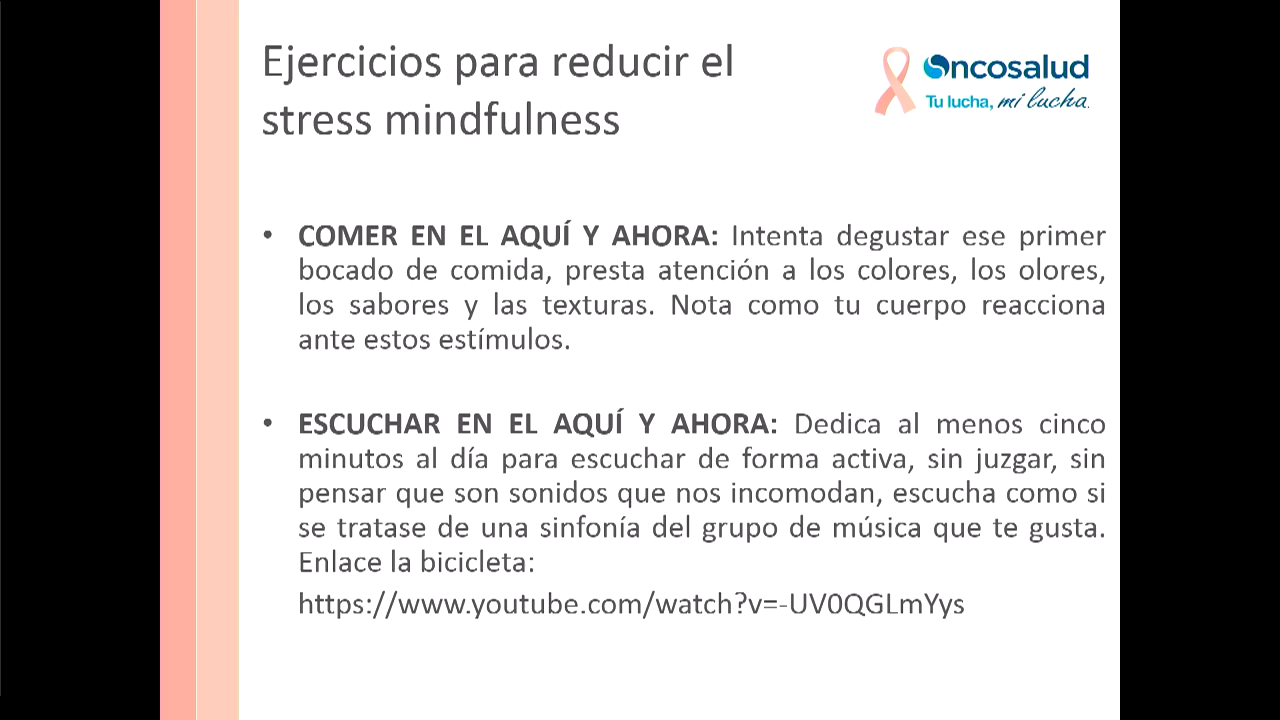 Ejercicios para reducir el
stress mindfulness
Oncosalud
Tu lucha, mi lucha.
• COMER EN EL AQUÍ Y AHORA: Intenta degustar ese primer
bocado de comida, presta atención a los colores, los olores,
los sabores y las texturas. Nota como tu cuerpo reacciona
ante estos estímulos.
• ESCUCHAR EN EL AQUÍ Y AHORA: Dedica al menos cinco
minutos al día para escuchar de forma activa, sin juzgar, sin
pensar que son sonidos que nos incomodan, escucha como si
se tratase de una sinfonía del grupo de música que te gusta.
Enlace la bicicleta:
https://www.youtube.com/watch?v=-UV0QGLmYys